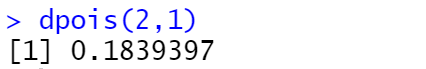 > dpois(2,1)
[1] 0.1839397